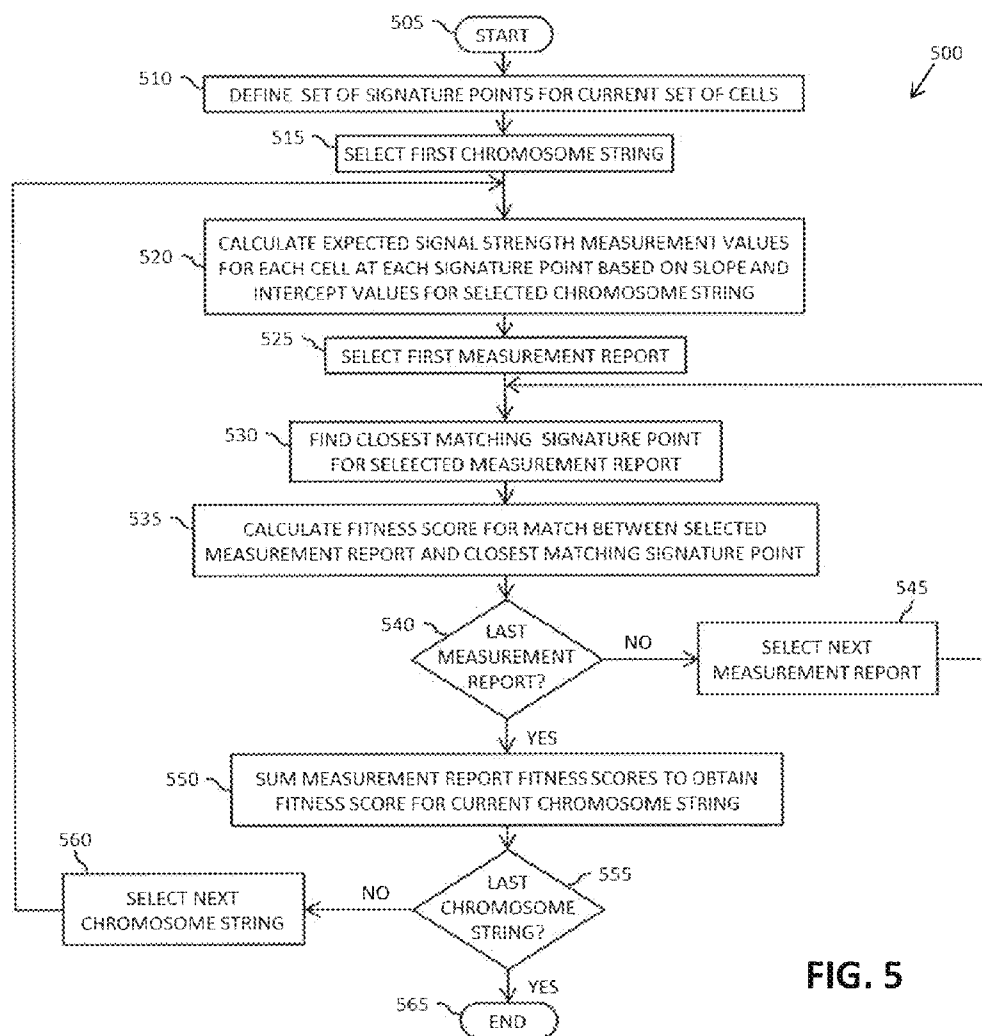 505
START
500
510
DEFINE SET OF SIGNATURE POINTS FOR CURRENT SET OF CELLS
515
SELECT FIRST CHROMOSOME STRING
520
CALCULATE EXPECTED SIGNAL STRENGTH MEASUREMENT VALUES
FOR EACH CELL AT EACH SIGNATURE POINT BASED ON SLOPE AND
INTERCEPT VALUES FOR SELECTED CHROMOSOME STRING
525
SELECT FIRST MEASUREMENT REPORT
530
FIND CLOSEST MATCHING SIGNATURE POINT
FOR SELEECTED MEASUREMENT REPORT
535
CALCULATE FITNESS SCORE FOR MATCH BETWEEN SELECTED
MEASUREMENT REPORT AND CLOSEST MATCHING SIGNATURE POINT
540
LAST
MEASUREMENT
REPORT?
NO
545
SELECT NEXT
MEASUREMENT REPORT
YES
550
SUM MEASUREMENT REPORT FITNESS SCORES TO OBTAIN
FITNESS SCORE FOR CURRENT CHROMOSOME STRING
560
SELECT NEXT
CHROMOSOME STRING
NO
555
LAST
CHROMOSOME
STRING?
YES
565
END
FIG. 5